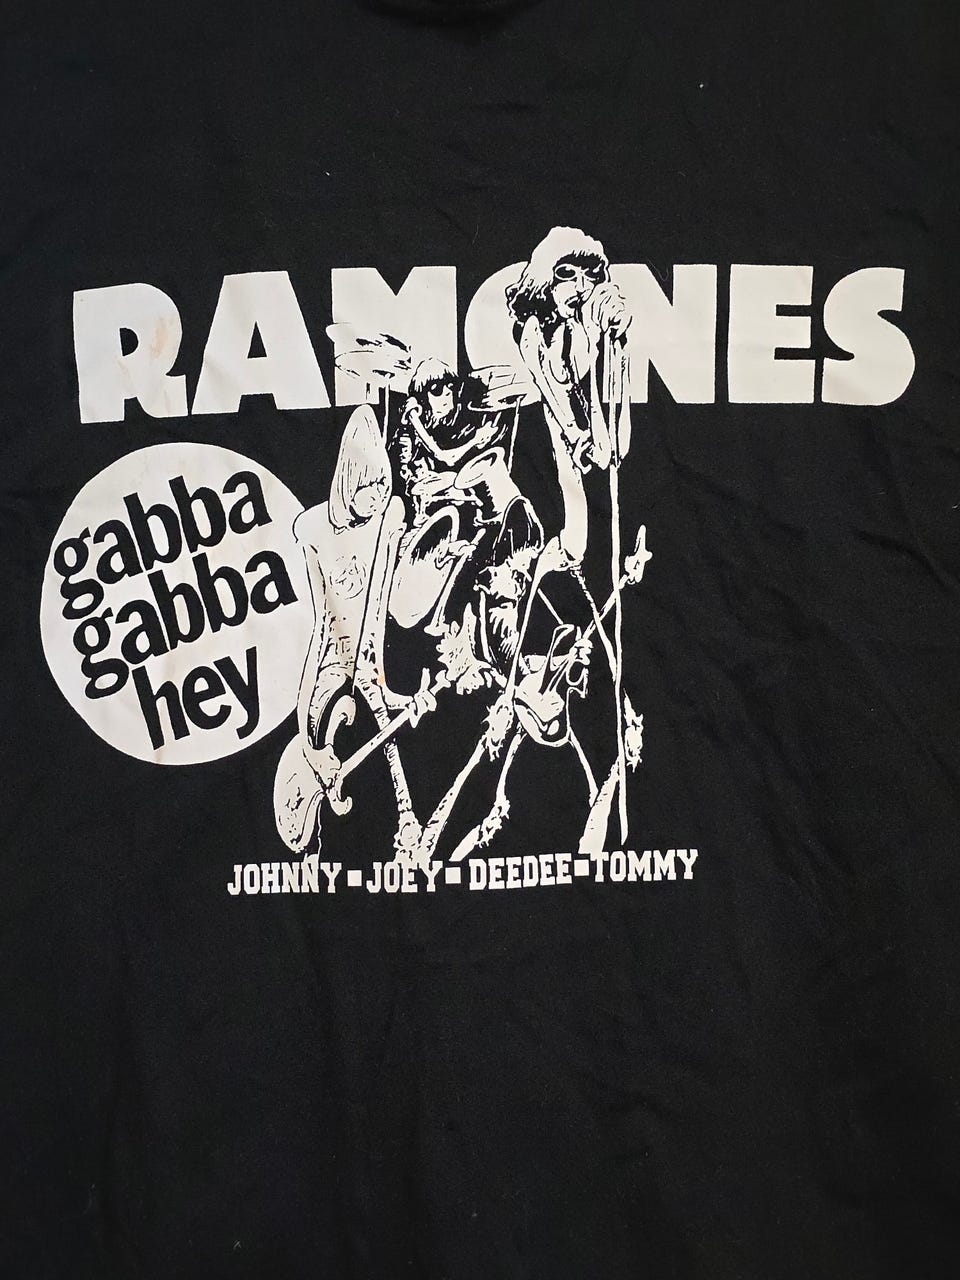 RAMONES
gabba
gabba
hey
JOHNNY ▪ JOEY ▪ DEEDEE ▪ TOMMY